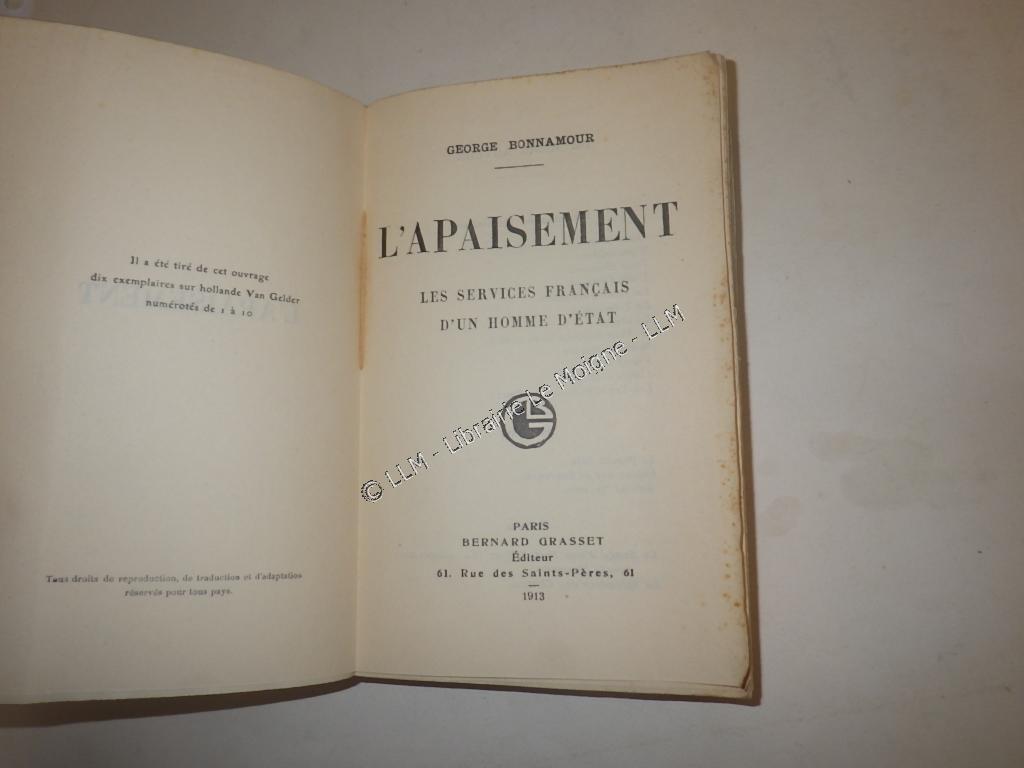 Il a été tiré de cet ouvrage
dix exemplaires sur hollande Van Gelder
numérotés de 1 à 10
Tous droits de reproduction, de traduction et d'adaptation
réservés pour tous pays.
GEORGE BONNAMOUR
L'APAISEMENT
LES SERVICES FRANÇAIS
D'UN HOMME D'ÉTAT
PARIS
BERNARD GRASSET
Éditeur
61, Rue des Saints-Pères, 61
1913
© LLM - Librairie Le Moigne - LLM